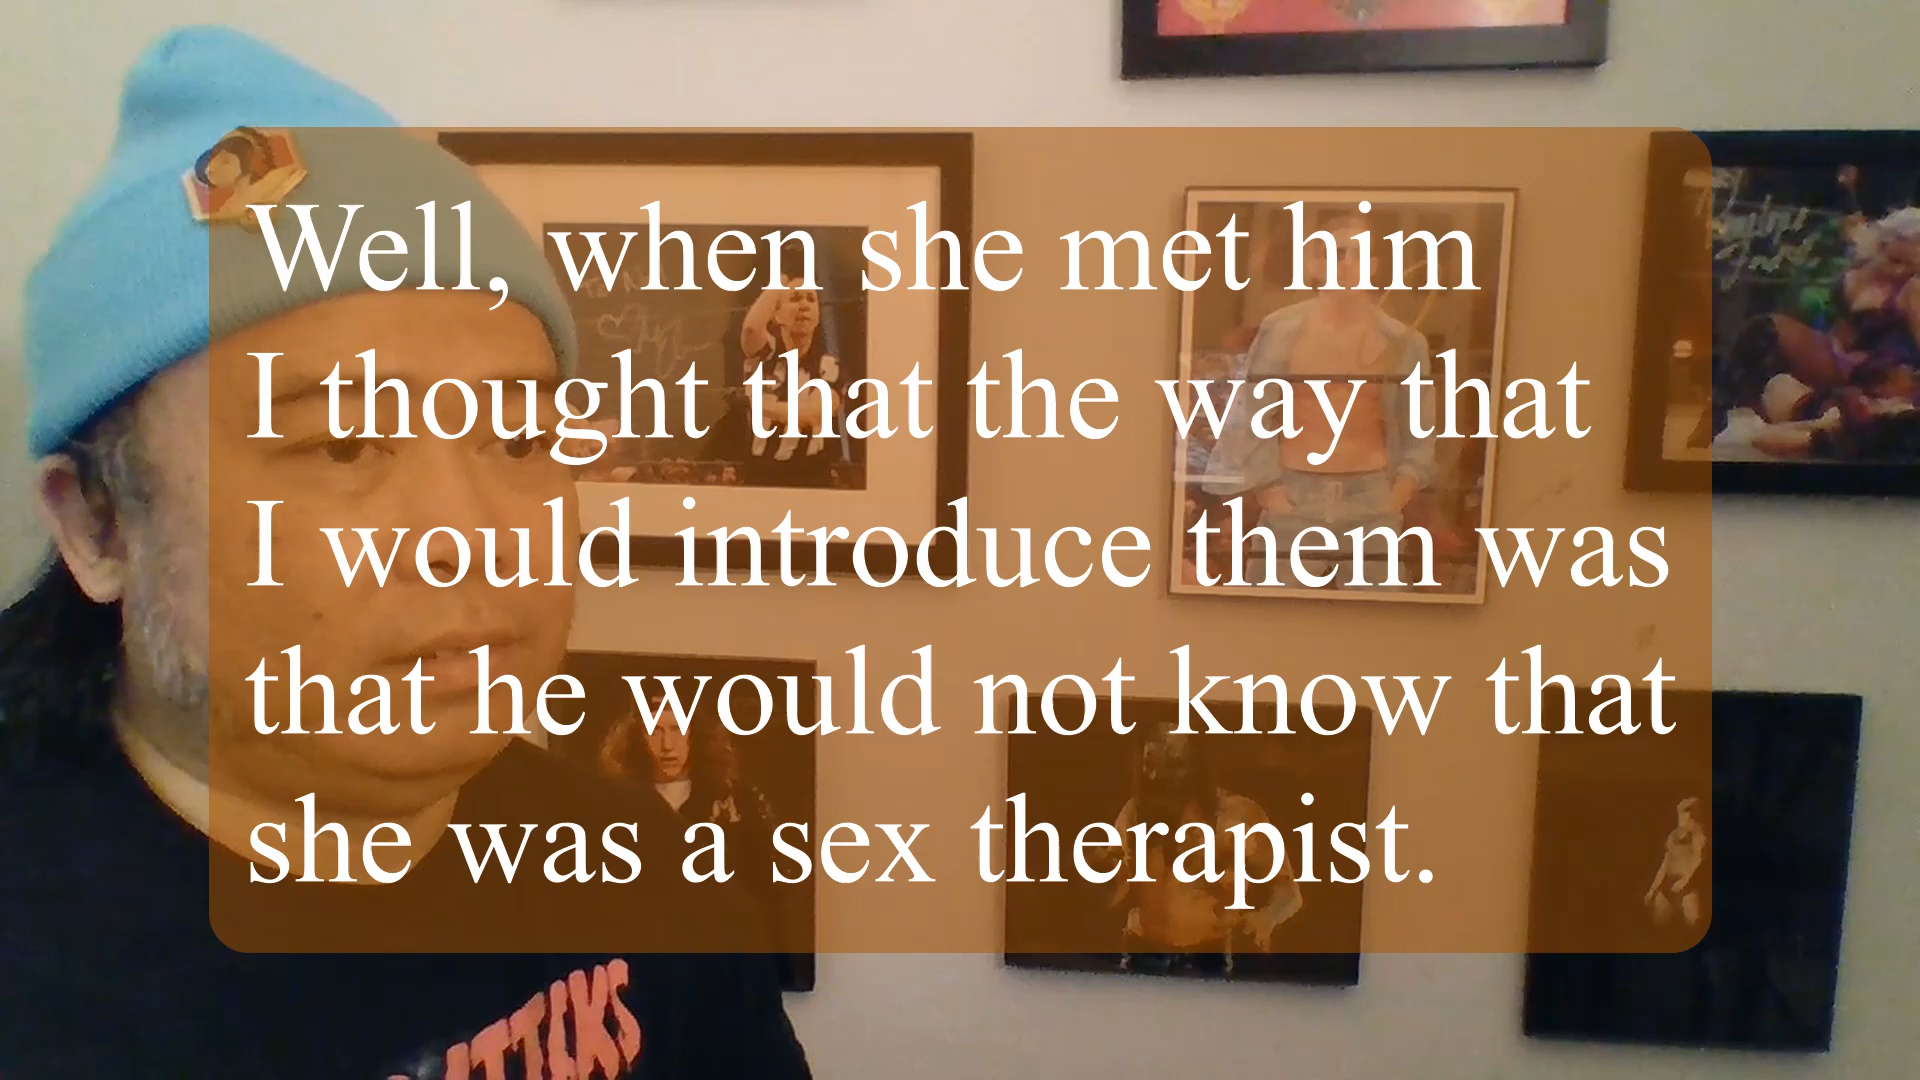 Well, when she met him
I thought that the way that
I would introduce them was
that he would not know that
she was a sex therapist.